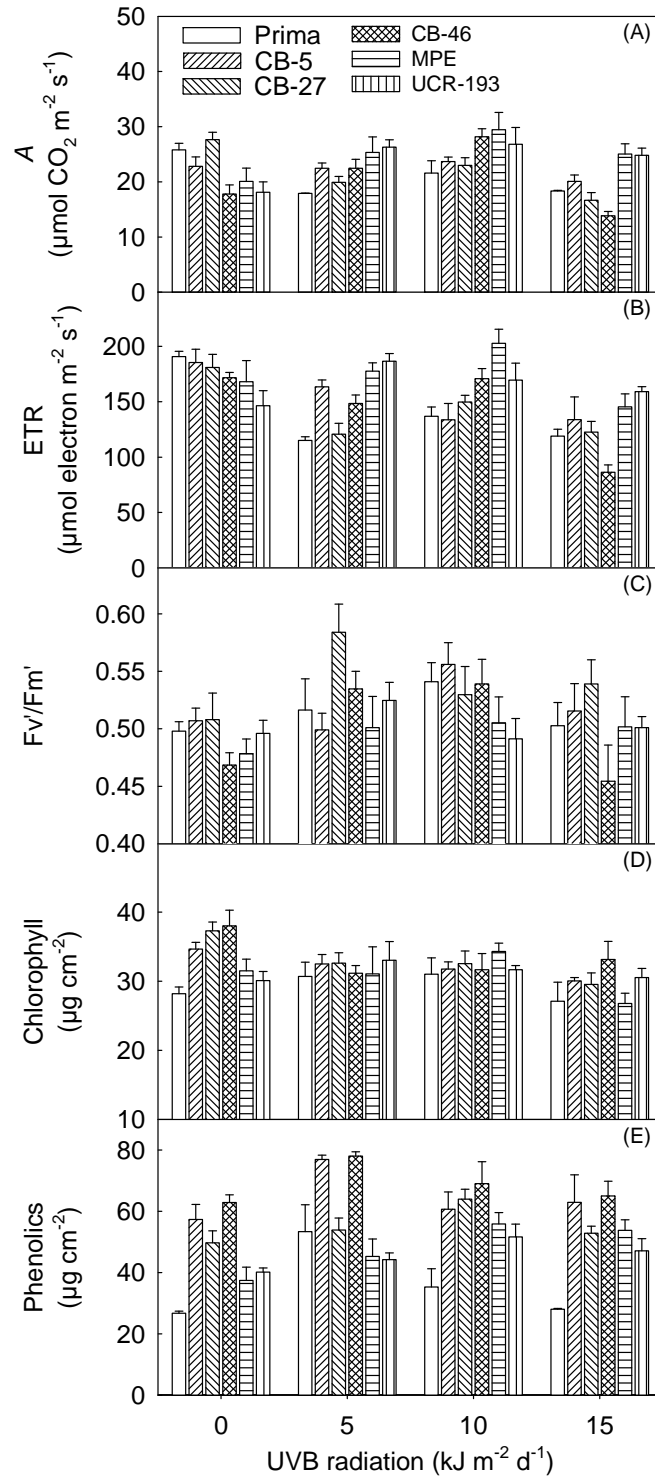 50
40
30
20
10
0
A
(µmol CO2 m-2 s-1)
Prima
CB-5
CB-27
CB-46
MPE
UCR-193
(A)
200
150
100
50
0
ETR
(µmol electron m-2 s-1)
(B)
0.60
0.55
0.50
0.45
0.40
Fv'/Fm'
(C)
40
30
20
10
Chlorophyll
(µg cm-2)
(D)
80
60
40
20
0
Phenolics
(µg cm-2)
(E)
0 5 10 15
UVB radiation (kJ m-2 d-1)